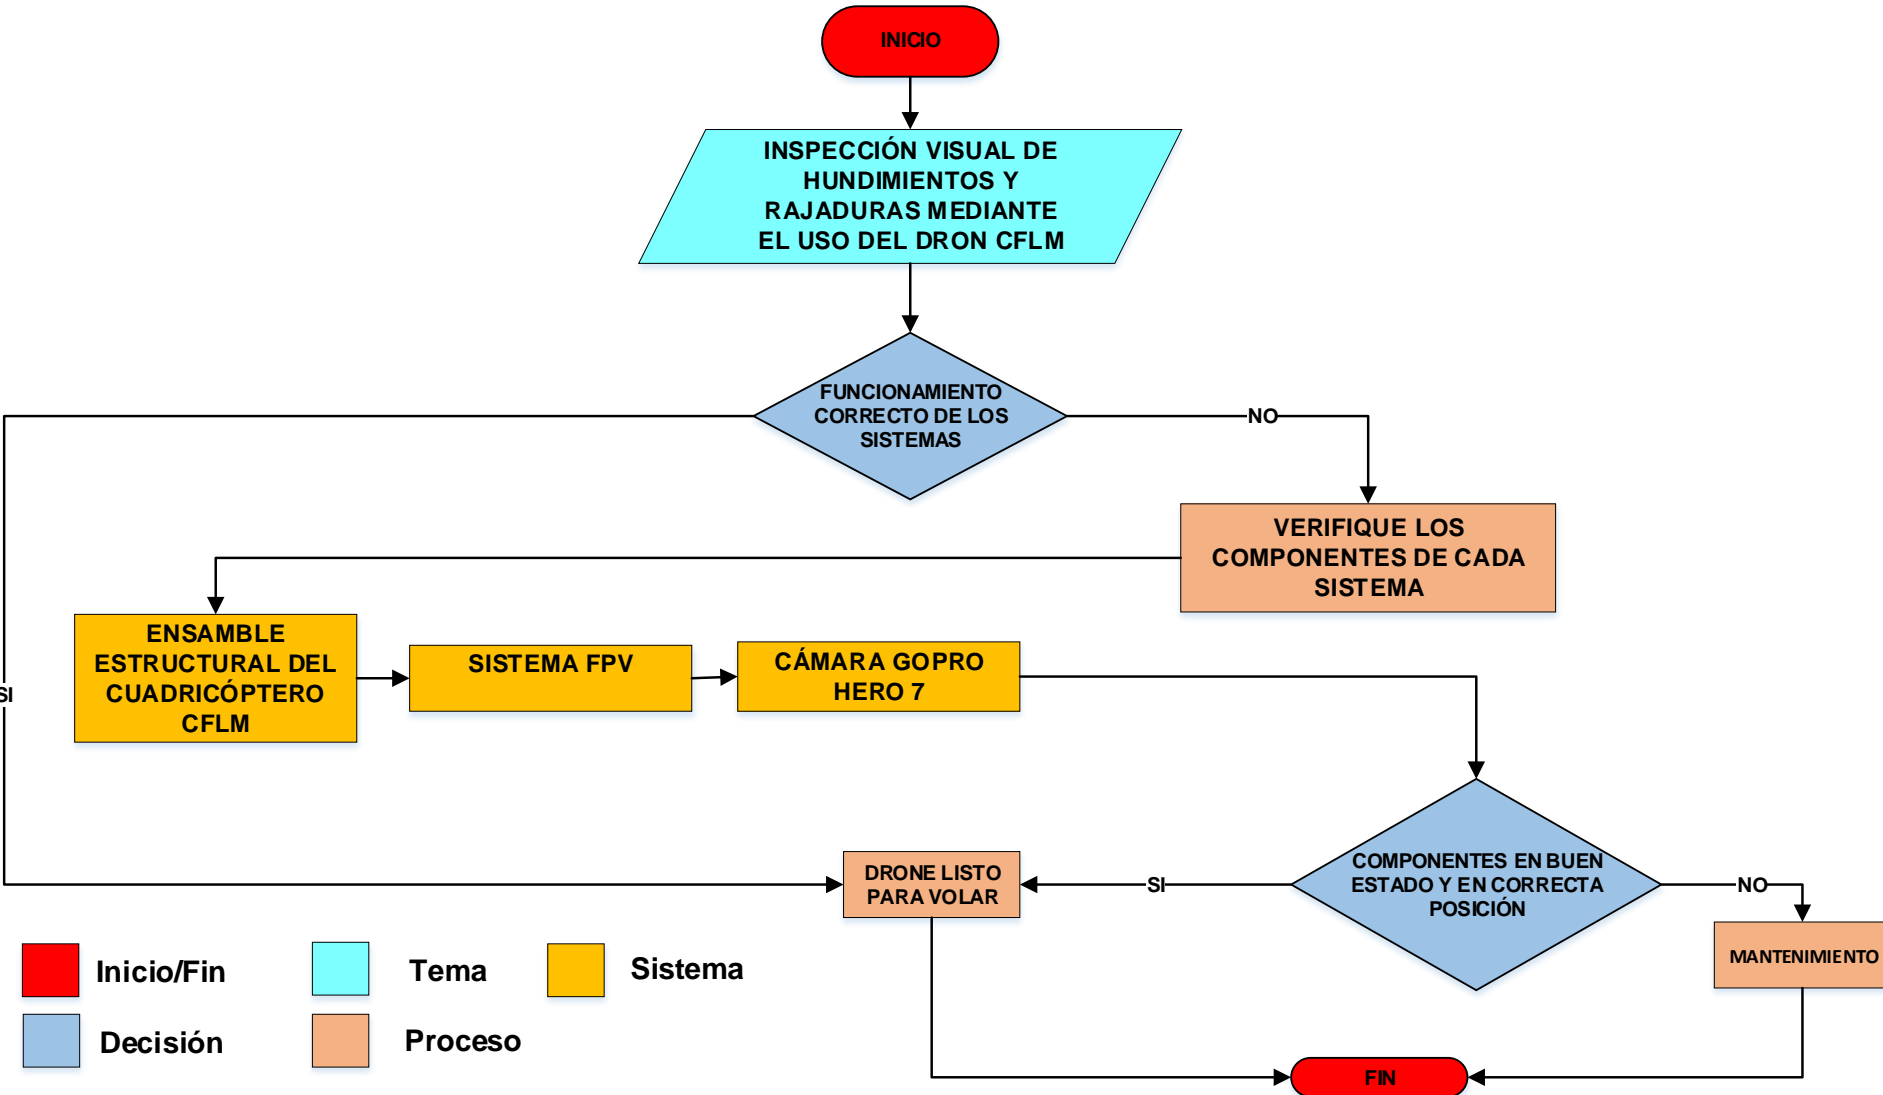 INICIO
INSPECCIÓN VISUAL DE
HUNDIMIENTOS Y
RAJADURAS MEDIANTE
EL USO DEL DRON CFLM
FUNCIONAMIENTO
CORRECTO DE LOS
SISTEMAS
NO
VERIFIQUE LOS
COMPONENTES DE CADA
SISTEMA
ENSAMBLE
ESTRUCTURAL DEL
CUADRICÓPTERO
CFLM
SISTEMA FPV
CÁMARA GOPRO
HERO 7
SI
COMPONENTES EN BUEN
ESTADO Y EN CORRECTA
POSICIÓN
SI
NO
DRONE LISTO
PARA VOLAR
MANTENIMIENTO
Inicio/Fin
Tema
Sistema
Decisión
Proceso
FIN